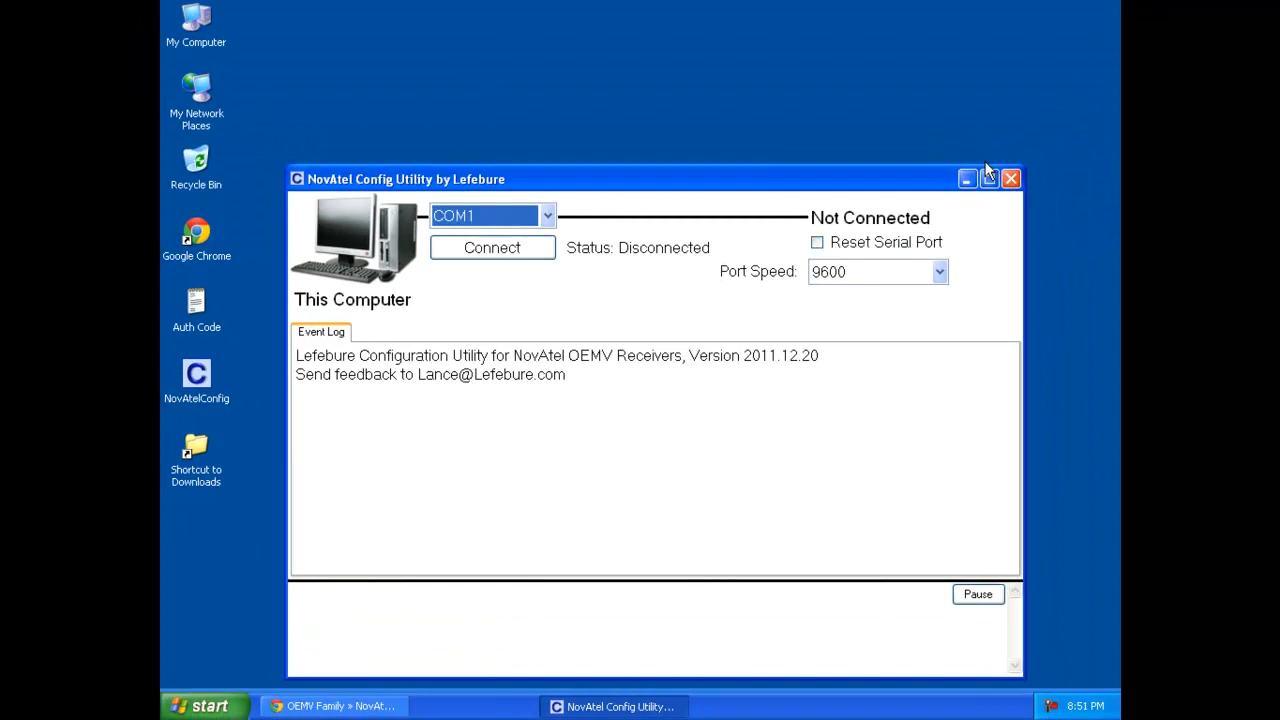 My Computer
My Network
Places
Recycle Bin
Google Chrome
Auth Code
NovAtelConfig
Shortcut to
Downloads
NovAtel Config Utility by Lefebure
COM1
Not Connected
Connect
Status: Disconnected
Reset Serial Port
Port Speed:
9600
This Computer
Event Log
Lefebure Configuration Utility for NovAtel OEMV Receivers, Version 2011.12.20
Send feedback to Lance@Lefebure.com
Pause
start
OEMV Family » NovAt...
NovAtel Config Utility...
8:51 PM